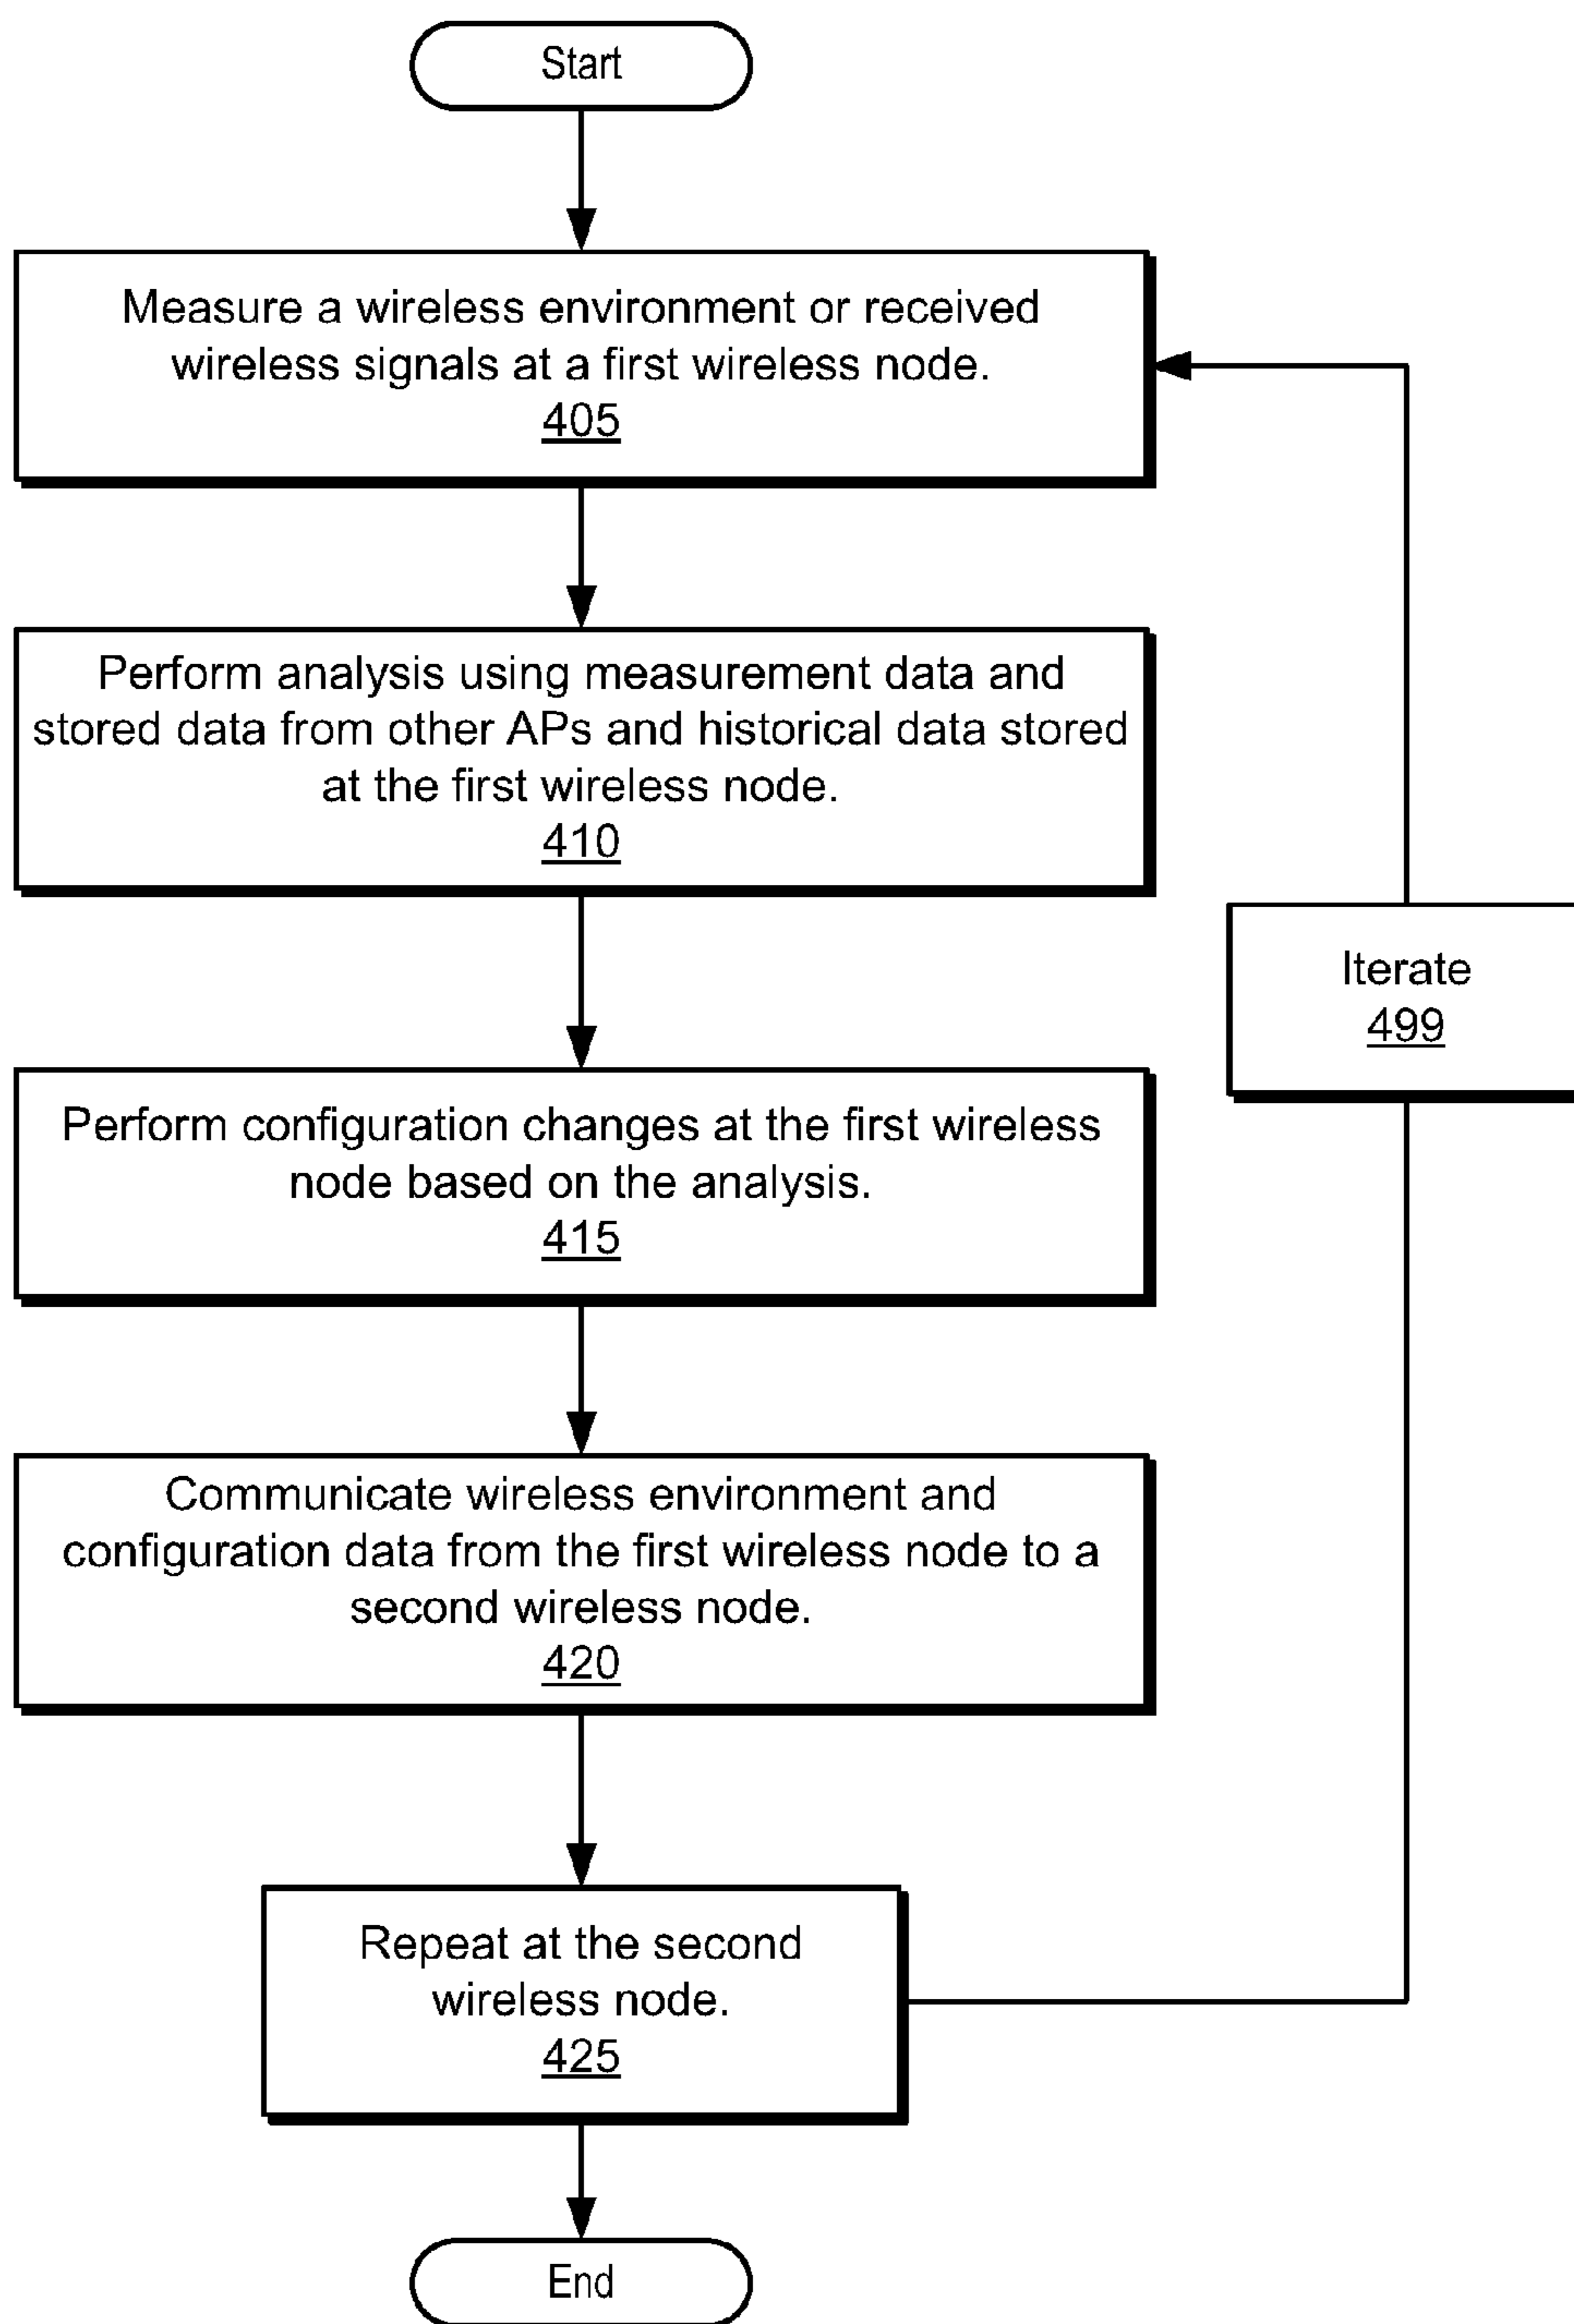 Start
Measure a wireless environment or received
wireless signals at a first wireless node.
405
Perform analysis using measurement data and
stored data from other APs and historical data stored
at the first wireless node.
410
Iterate
499
Perform configuration changes at the first wireless
node based on the analysis.
415
Communicate wireless environment and
configuration data from the first wireless node to a
second wireless node.
420
Repeat at the second
wireless node.
425
End